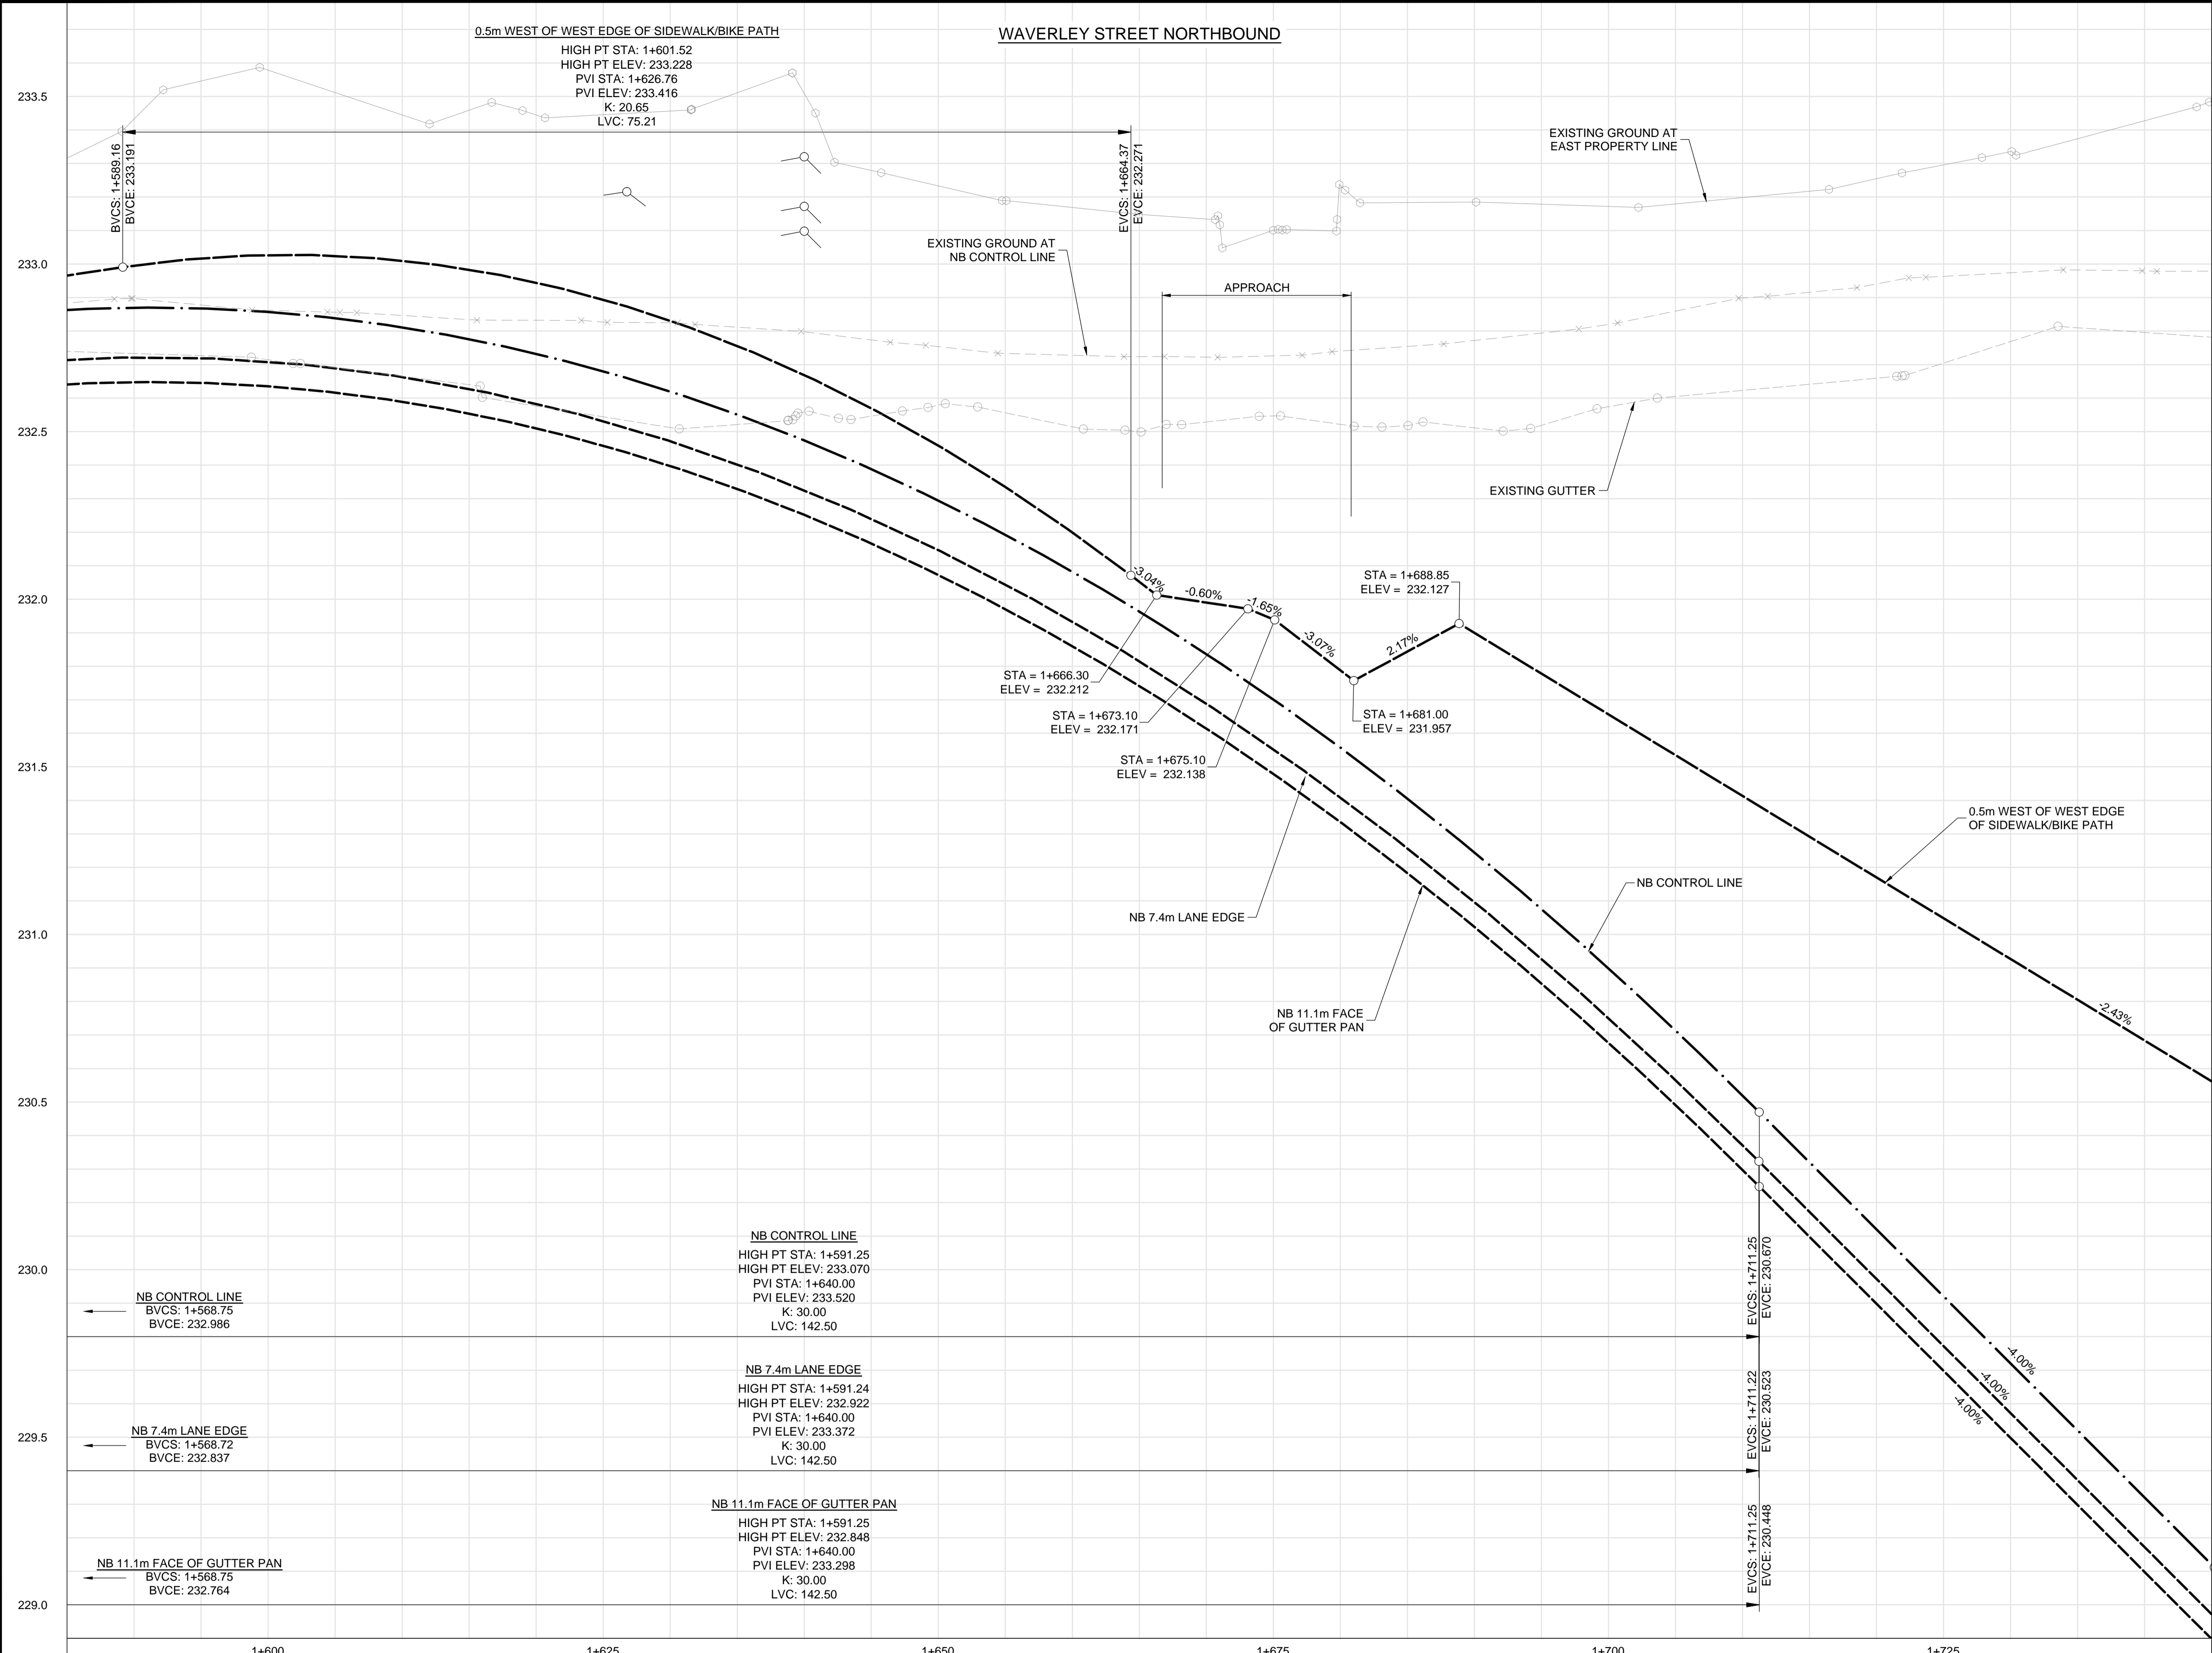 WAVERLEY STREET NORTHBOUND
0.5m WEST OF WEST EDGE OF SIDEWALK/BIKE PATH
HIGH PT STA: 1+601.52
HIGH PT ELEV: 233.228
PVI STA: 1+626.76
PVI ELEV: 233.416
K: 20.65
LVC: 75.21
BVCS: 1+589.16
BVCE: 233.191
EVCS: 1+664.37
EVCE: 232.271
EXISTING GROUND AT
EAST PROPERTY LINE
EXISTING GROUND AT
NB CONTROL LINE
APPROACH
EXISTING GUTTER
-3.04%
-0.60%
-1.65%
-3.07%
2.17%
STA = 1+688.85
ELEV = 232.127
STA = 1+666.30
ELEV = 232.212
STA = 1+673.10
ELEV = 232.171
STA = 1+675.10
ELEV = 232.138
STA = 1+681.00
ELEV = 231.957
0.5m WEST OF WEST EDGE
OF SIDEWALK/BIKE PATH
NB CONTROL LINE
NB 7.4m LANE EDGE
NB 11.1m FACE
OF GUTTER PAN
-2.43%
NB CONTROL LINE
HIGH PT STA: 1+591.25
HIGH PT ELEV: 233.070
PVI STA: 1+640.00
PVI ELEV: 233.520
K: 30.00
LVC: 142.50
NB CONTROL LINE
BVCS: 1+568.75
BVCE: 232.986
EVCS: 1+711.25
EVCE: 230.670
NB 7.4m LANE EDGE
HIGH PT STA: 1+591.24
HIGH PT ELEV: 232.922
PVI STA: 1+640.00
PVI ELEV: 233.372
K: 30.00
LVC: 142.50
NB 7.4m LANE EDGE
BVCS: 1+568.72
BVCE: 232.837
EVCS: 1+711.22
EVCE: 230.523
NB 11.1m FACE OF GUTTER PAN
HIGH PT STA: 1+591.25
HIGH PT ELEV: 232.848
PVI STA: 1+640.00
PVI ELEV: 233.298
K: 30.00
LVC: 142.50
NB 11.1m FACE OF GUTTER PAN
BVCS: 1+568.75
BVCE: 232.764
EVCS: 1+711.25
EVCE: 230.448
-4.00%
-4.00%
-4.00%
233.5
233.0
232.5
232.0
231.5
231.0
230.5
230.0
229.5
229.0
1+600
1+625
1+650
1+675
1+700
1+725